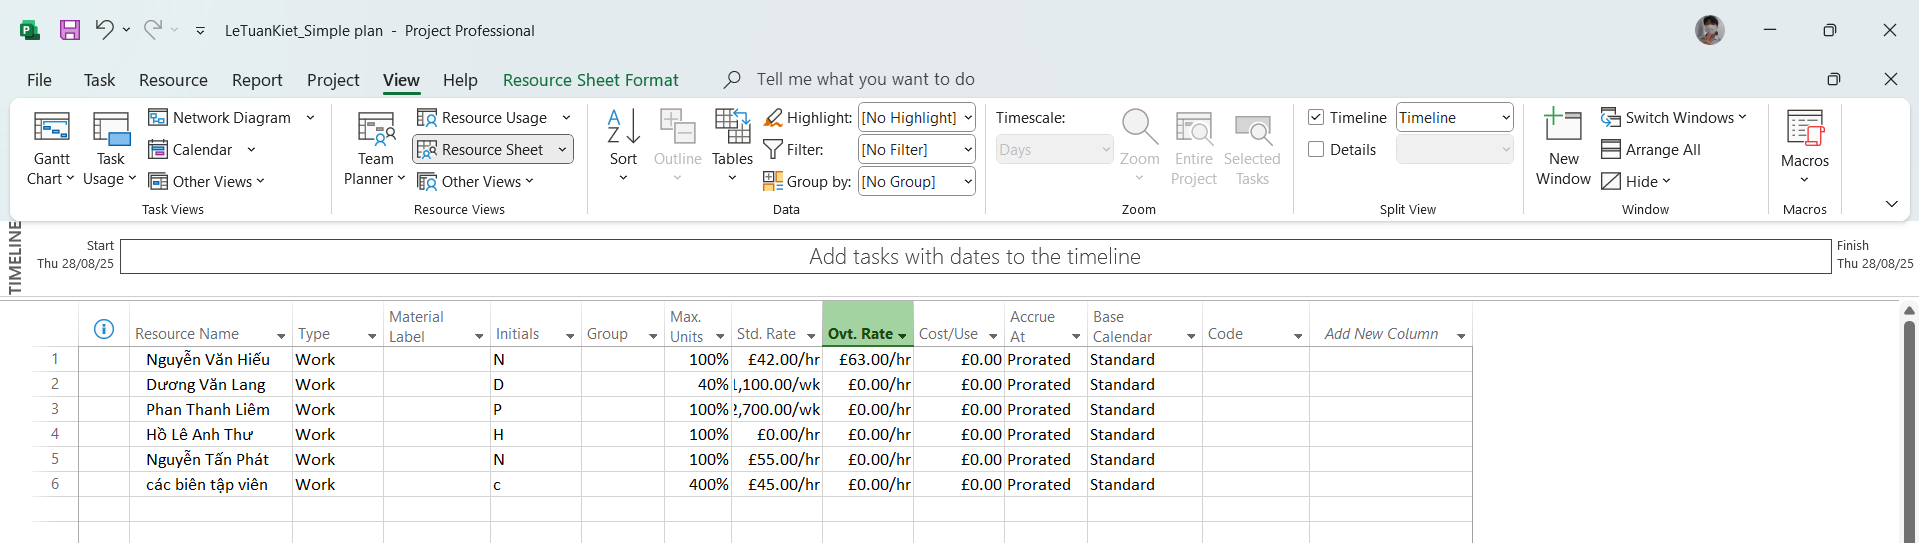 LeTuanKiet_Simple plan - Project Professional
File Task Resource Report Project View Help Resource Sheet Format Tell me what you want to do
Gantt Chart
Task Usage
Network Diagram
Calendar
Other Views
Task Views
Team Planner
Resource Usage
Resource Sheet
Other Views
Resource Views
Sort
Outline
Tables
Highlight: [No Highlight]
Filter: [No Filter]
Group by: [No Group]
Data
Timescale:
Days
Zoom
Entire Project
Selected Tasks
Zoom
Timeline Timeline
Details
Split View
New Window
Switch Windows
Arrange All
Hide
Window
Macros
Macros
TIMELINE
Start
Thu 28/08/25
Add tasks with dates to the timeline
Finish
Thu 28/08/25
Resource Name Type Material Label Initials Group Max. Units Std. Rate Ovt. Rate Cost/Use Accrue At Base Calendar Code Add New Column
1 Nguyễn Văn Hiếu Work N 100% £42.00/hr £63.00/hr £0.00 Prorated Standard
2 Dương Văn Lang Work D 40% 1,100.00/wk £0.00/hr £0.00 Prorated Standard
3 Phan Thanh Liêm Work P 100% 2,700.00/wk £0.00/hr £0.00 Prorated Standard
4 Hồ Lê Anh Thư Work H 100% £0.00/hr £0.00/hr £0.00 Prorated Standard
5 Nguyễn Tấn Phát Work N 100% £55.00/hr £0.00/hr £0.00 Prorated Standard
6 các biên tập viên Work c 400% £45.00/hr £0.00/hr £0.00 Prorated Standard